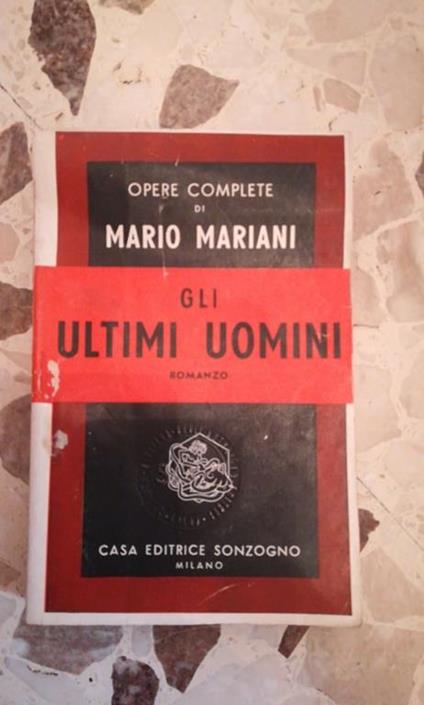 OPERE COMPLETE
DI
MARIO MARIANI
GLI
ULTIMI UOMINI
ROMANZO
CASA EDITRICE SONZOGNO
MILANO